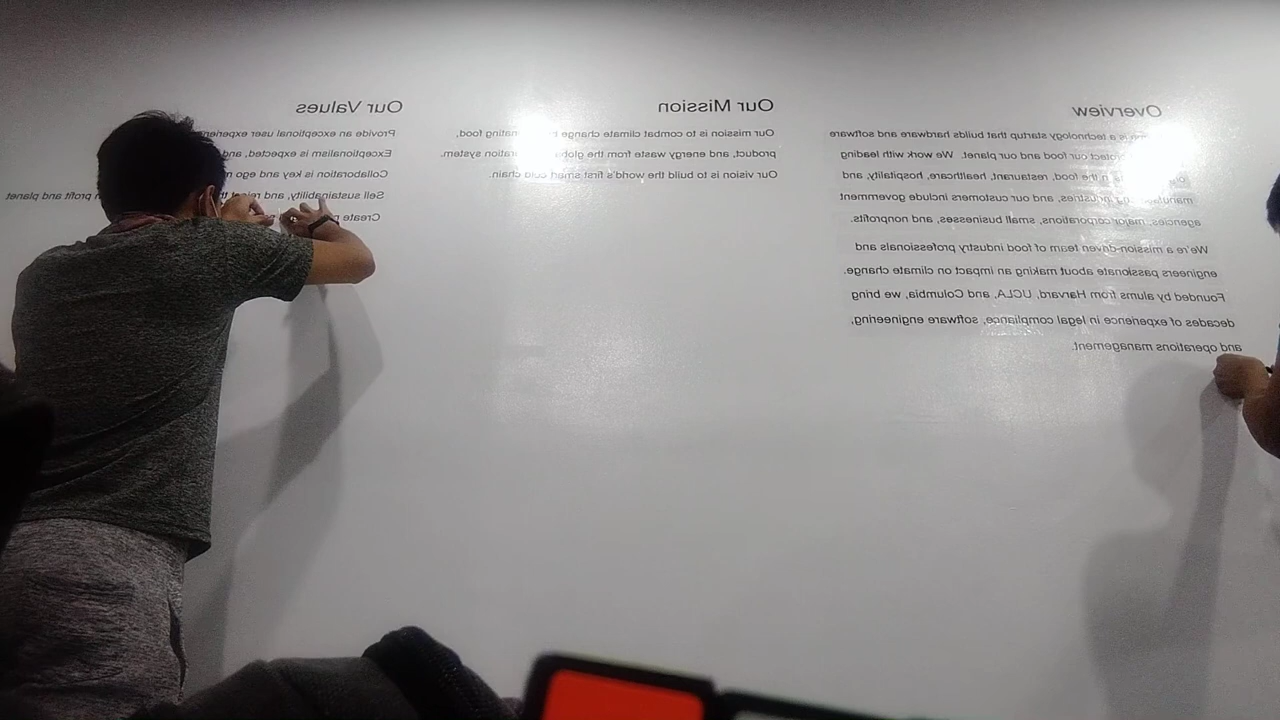 Overview
is a technology startup that builds hardware and software
protect our food and our planet. We work with leading
in the food, restaurant, healthcare, hospitality, and
industries, and our customers include government
agencies, major corporations, small businesses, and nonprofits.
We're a mission-driven team of food industry professionals and
engineers passionate about making an impact on climate change.
Founded by alums from Harvard, UCLA, and Columbia, we bring
decades of experience in legal compliance, software engineering,
and operations management.
Our Mission
Our mission is to combat climate change food,
product, and energy waste from the system.
Our vision is to build the world's first smart cold chain.
Our Values
Provide an exceptional user
Exceptionalism is expected, and
Collaboration is key and ego
Sell sustainability, and profit and planet
Create